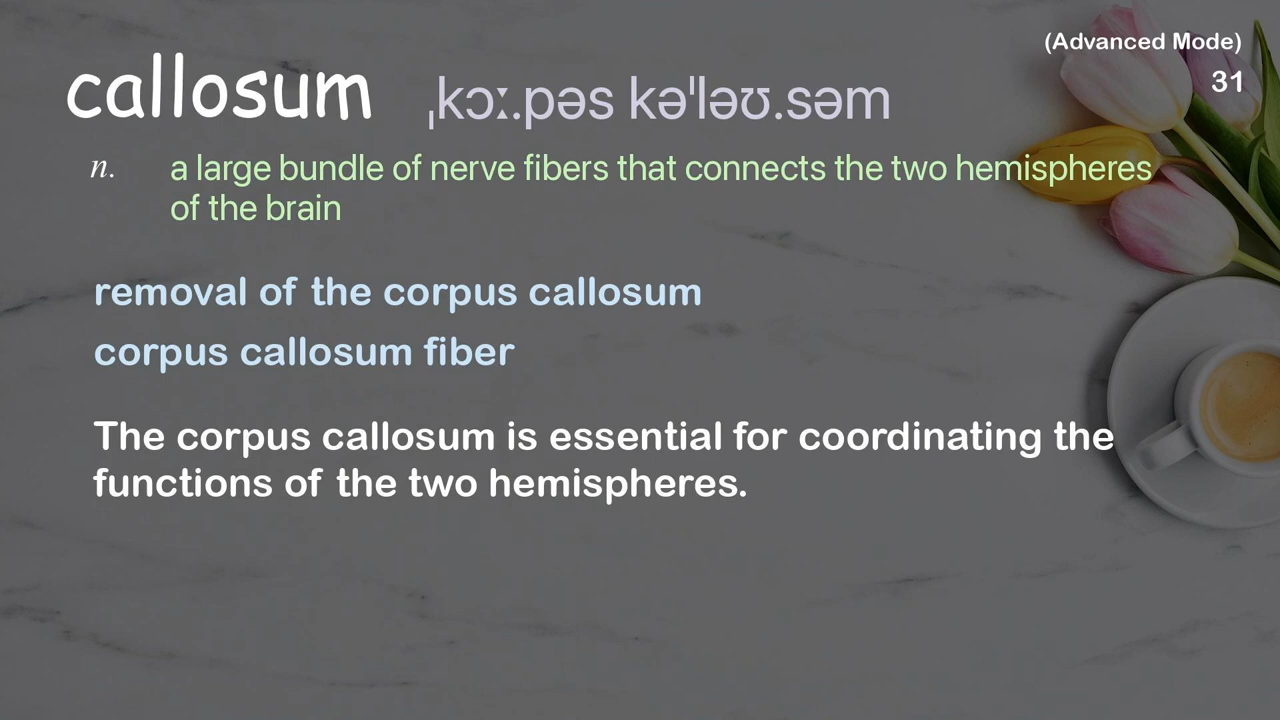 (Advanced Mode)
31
callosum ˌkɔː.pəs kəˈləʊ.səm
n. a large bundle of nerve fibers that connects the two hemispheres
of the brain
removal of the corpus callosum
corpus callosum fiber
The corpus callosum is essential for coordinating the
functions of the two hemispheres.